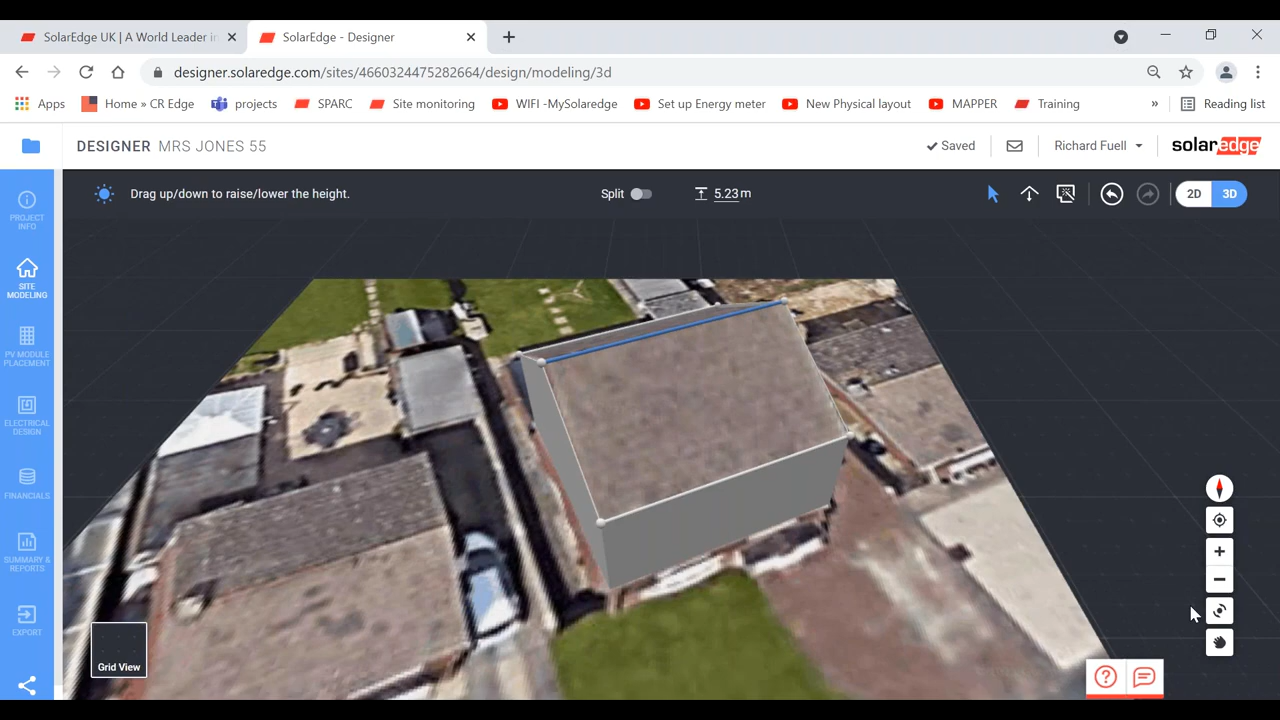 SolarEdge UK | A World Leader in
SolarEdge - Designer
designer.solaredge.com/sites/4660324475282664/design/modeling/3d
Apps
Home » CR Edge
projects
SPARC
Site monitoring
WIFI -MySolaredge
Set up Energy meter
New Physical layout
MAPPER
Training
»
Reading list
DESIGNER MRS JONES 55
Saved
Richard Fuell
solaredge
Drag up/down to raise/lower the height.
Split
5.23 m
2D
3D
PROJECT
INFO
SITE
MODELING
PV MODULE
PLACEMENT
ELECTRICAL
DESIGN
FINANCIALS
SUMMARY &
REPORTS
EXPORT
Grid View